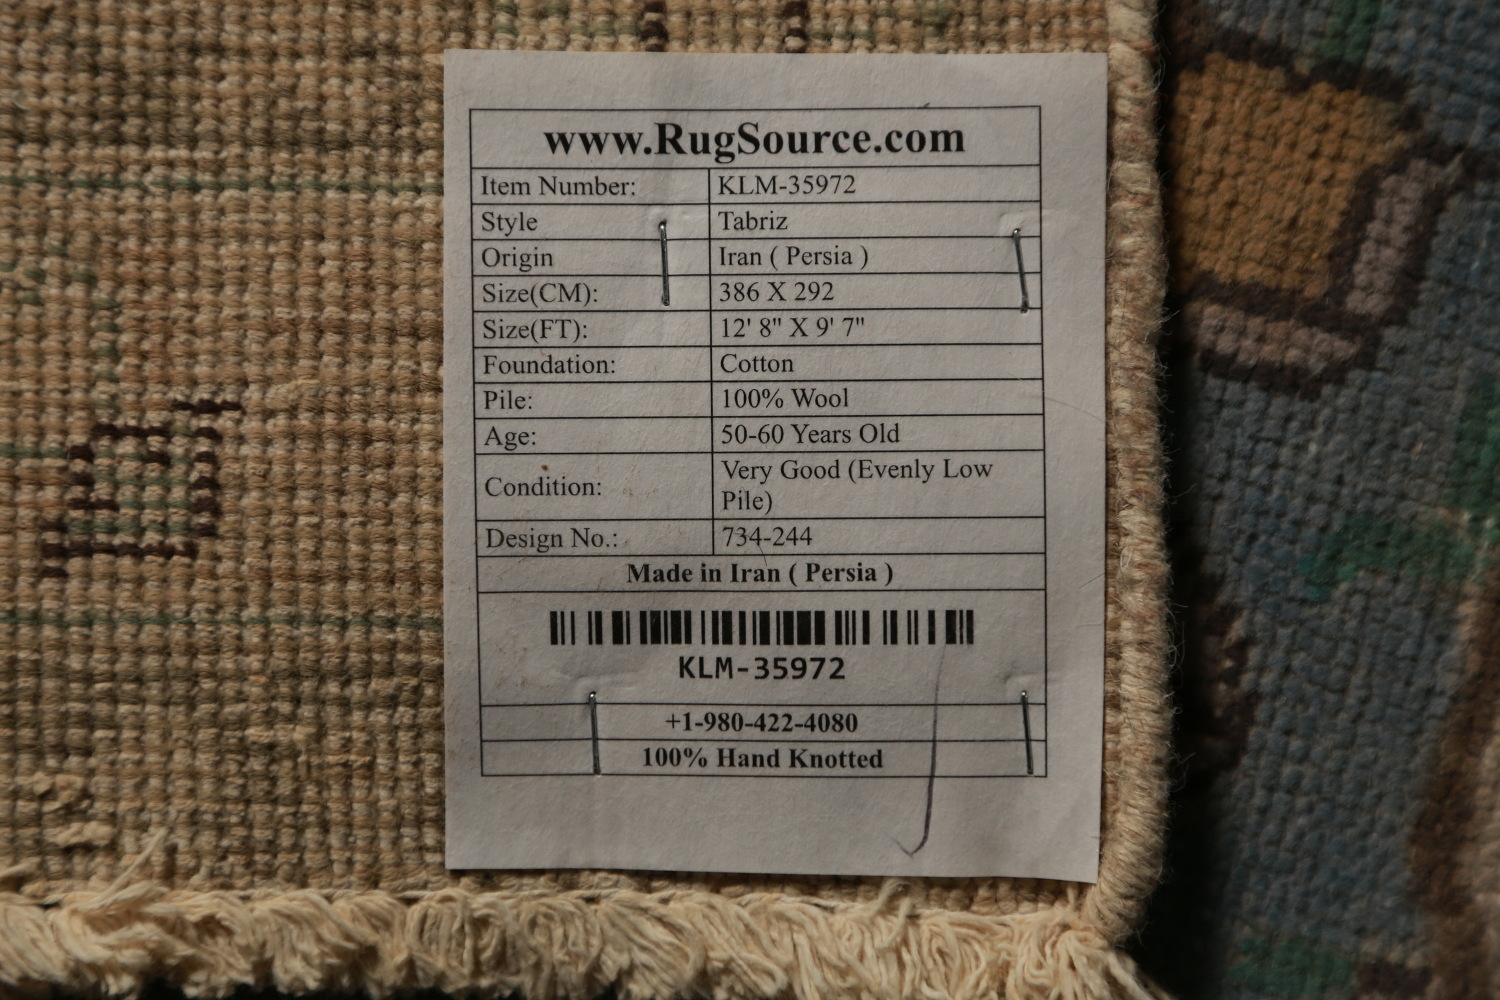 www.RugSource.com
Item Number: KLM-35972
Style Tabriz
Origin Iran ( Persia )
Size(CM): 386 X 292
Size(FT): 12' 8" X 9' 7"
Foundation: Cotton
Pile: 100% Wool
Age: 50-60 Years Old
Condition: Very Good (Evenly Low
Pile)
Design No.: 734-244
Made in Iran ( Persia )
KLM-35972
+1-980-422-4080
100% Hand Knotted